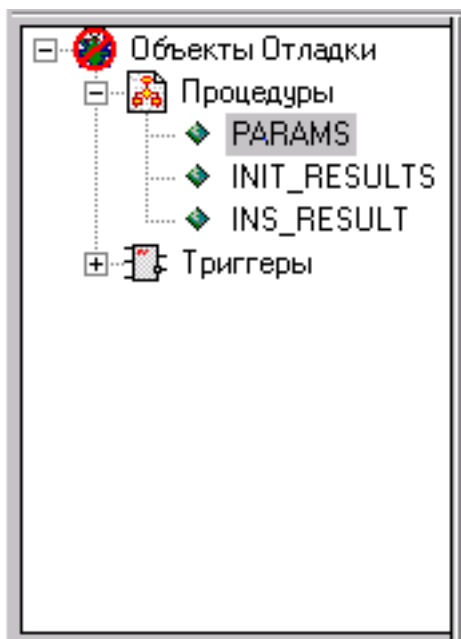 Объекты Отладки
Процедуры
PARAMS
INIT_RESULTS
INS_RESULT
Триггеры